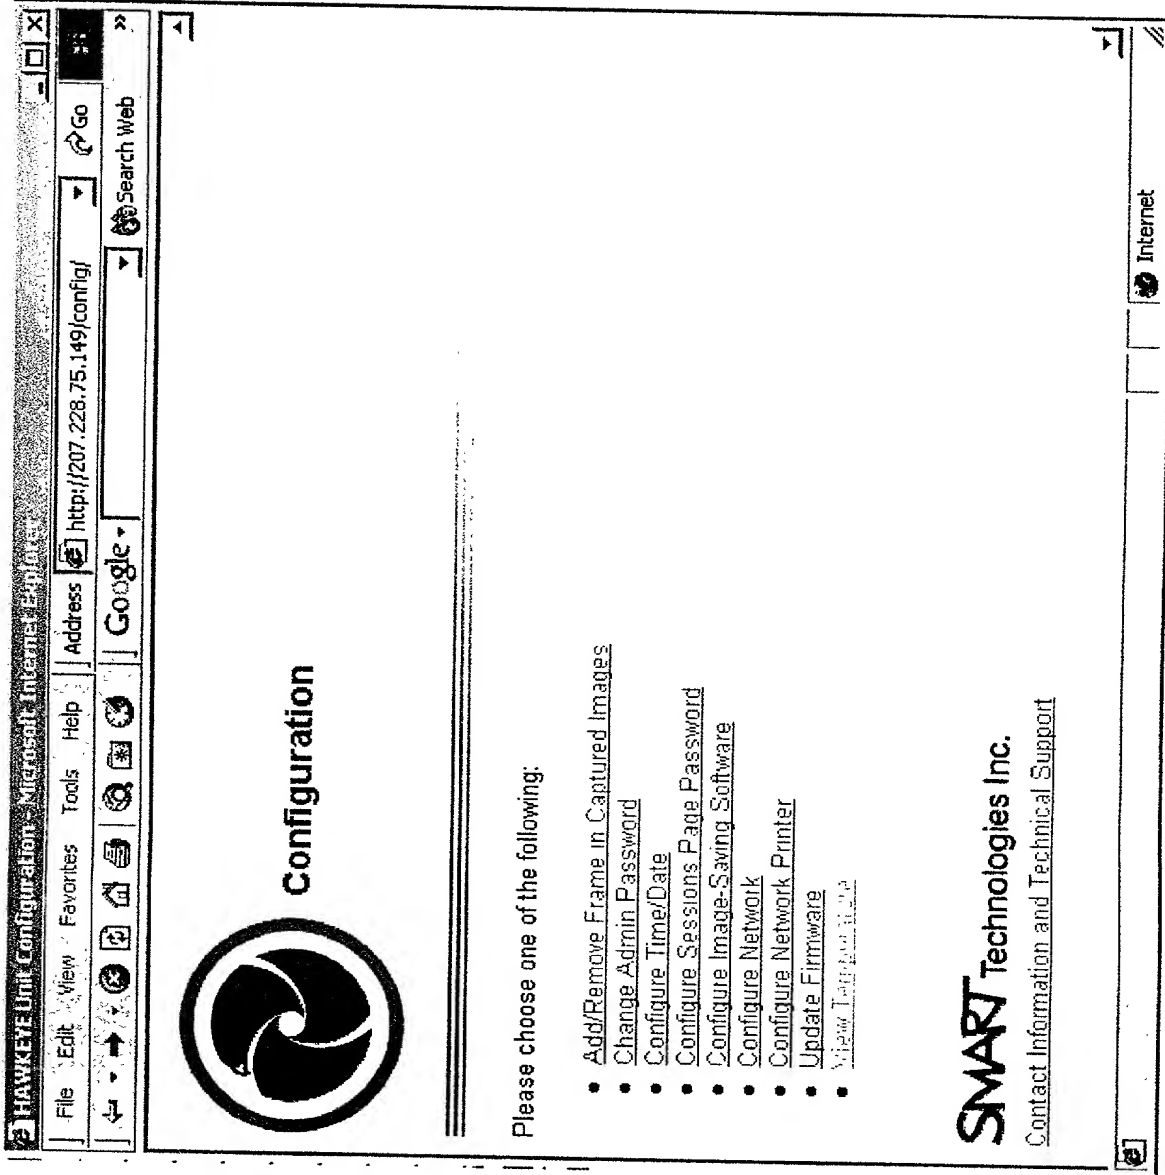 HAWKEYE Unit Configuration - Microsoft Internet Explorer
File Edit View Favorites Tools Help Address http://207.228.75.149/config/ Go
Google Search Web »
Configuration
Please choose one of the following:
• Add/Remove Frame in Captured Images
• Change Admin Password
• Configure Time/Date
• Configure Sessions Page Password
• Configure Image-Saving Software
• Configure Network
• Configure Network Printer
• Update Firmware
• View
SMART Technologies Inc.
Contact Information and Technical Support
Internet